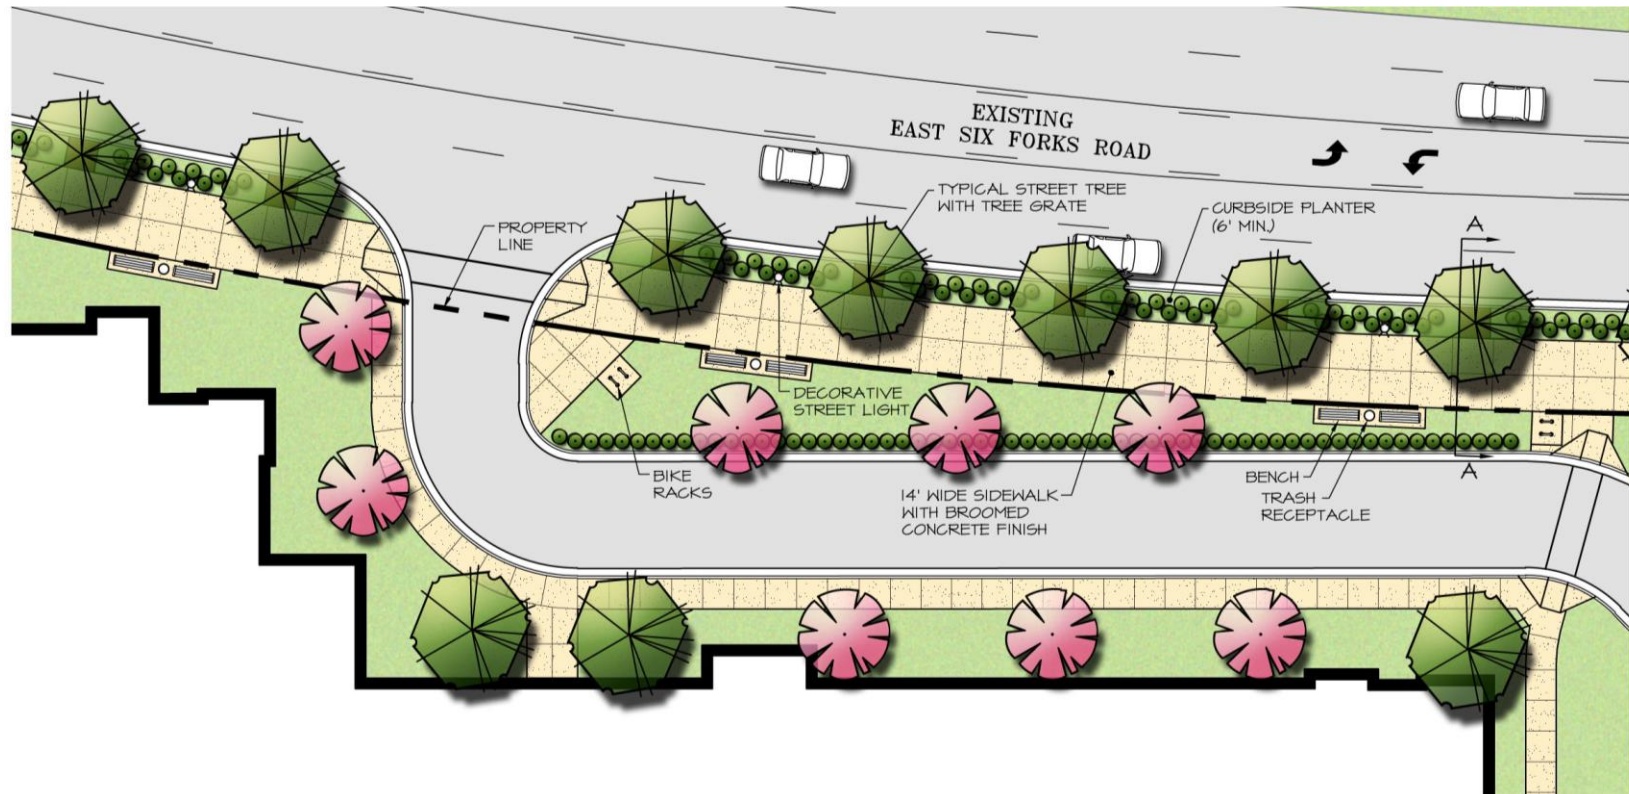 EXISTING
EAST SIX FORKS ROAD
TYPICAL STREET TREE
WITH TREE GRATE
CURBSIDE PLANTER
(6' MIN.)
A
PROPERTY
LINE
DECORATIVE
STREET LIGHT
BIKE
RACKS
14' WIDE SIDEWALK
WITH BROOMED
CONCRETE FINISH
BENCH
TRASH
RECEPTACLE
A